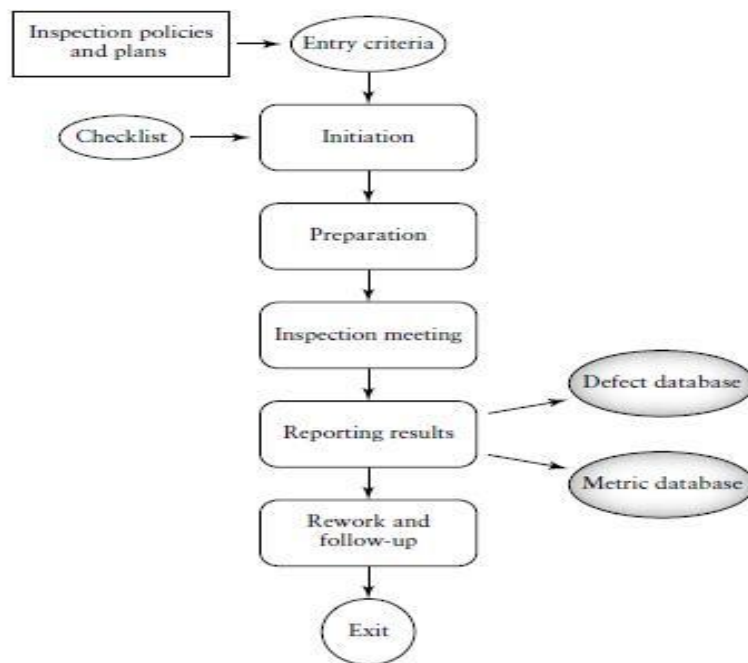 Inspection policies
and plans
Entry criteria
Checklist
Initiation
Preparation
Inspection meeting
Defect database
Reporting results
Metric database
Rework and
follow-up
Exit